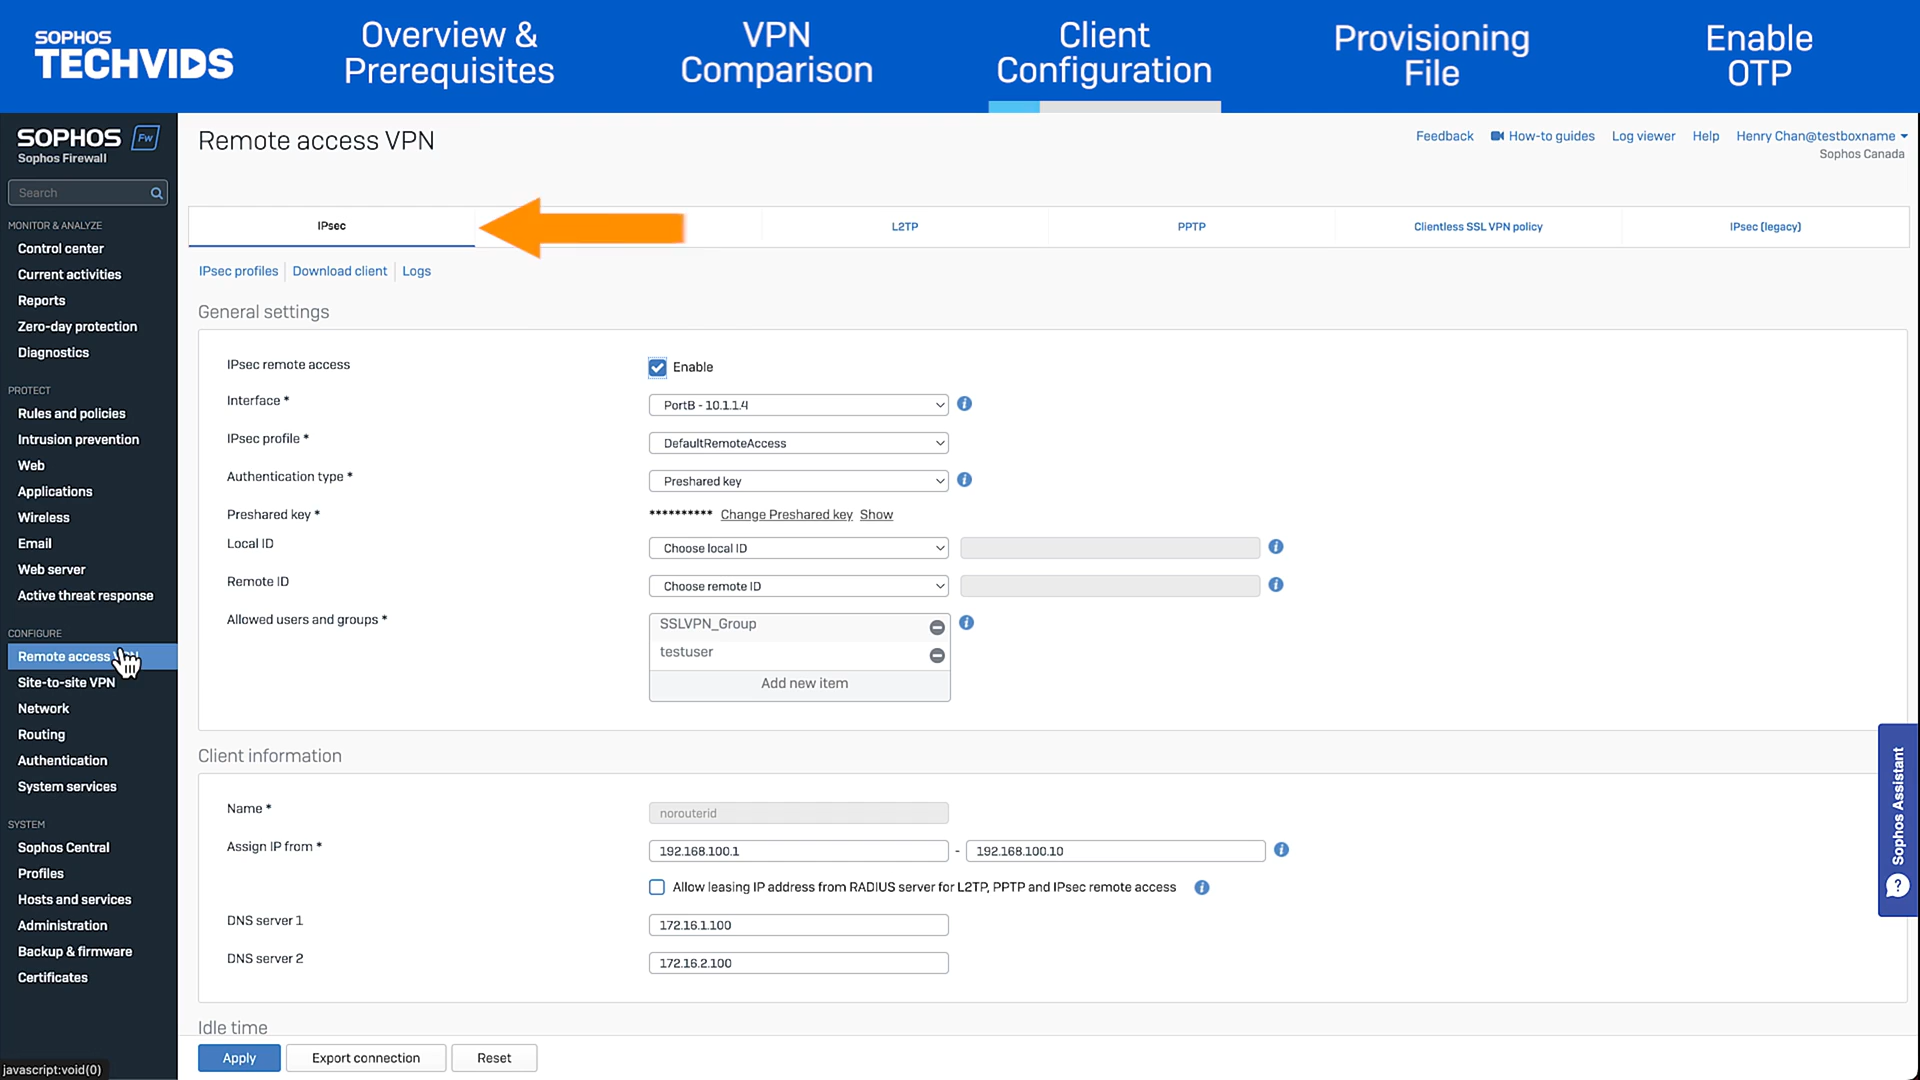 SOPHOS
TECHVIDS
Overview &
Prerequisites
VPN
Comparison
Client
Configuration
Provisioning
File
Enable
OTP
SOPHOS Fw
Sophos Firewall
Search
MONITOR & ANALYZE
Control center
Current activities
Reports
Zero-day protection
Diagnostics
PROTECT
Rules and policies
Intrusion prevention
Web
Applications
Wireless
Email
Web server
Active threat response
CONFIGURE
Remote access VPN
Site-to-site VPN
Network
Routing
Authentication
System services
SYSTEM
Sophos Central
Profiles
Hosts and services
Administration
Backup & firmware
Certificates
javascript:void(0)
Remote access VPN
Feedback How-to guides Log viewer Help Henry Chan@testboxname
Sophos Canada
IPsec L2TP PPTP Clientless SSL VPN policy IPsec (legacy)
IPsec profiles Download client Logs
General settings
IPsec remote access Enable
Interface * PortB - 10.1.1.4
IPsec profile * DefaultRemoteAccess
Authentication type * Preshared key
Preshared key * ********** Change Preshared key Show
Local ID Choose local ID
Remote ID Choose remote ID
Allowed users and groups * SSLVPN_Group
testuser
Add new item
Client information
Name * norouterid
Assign IP from * 192.168.100.1 - 192.168.100.10
Allow leasing IP address from RADIUS server for L2TP, PPTP and IPsec remote access
DNS server 1 172.16.1.100
DNS server 2 172.16.2.100
Idle time
Apply Export connection Reset
Sophos Assistant